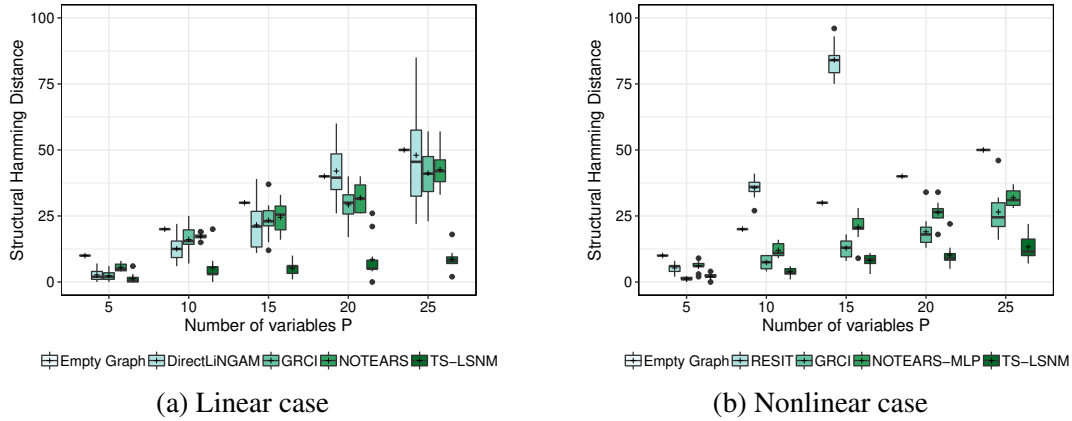 100
75
50
25
0
Structural Hamming Distance
5 10 15 20 25
Number of variables P
Empty Graph DirectLiNGAM GRCI NOTEARS TS−LSNM
(a) Linear case
100
75
50
25
0
Structural Hamming Distance
5 10 15 20 25
Number of variables P
Empty Graph RESIT GRCI NOTEARS−MLP TS−LSNM
(b) Nonlinear case